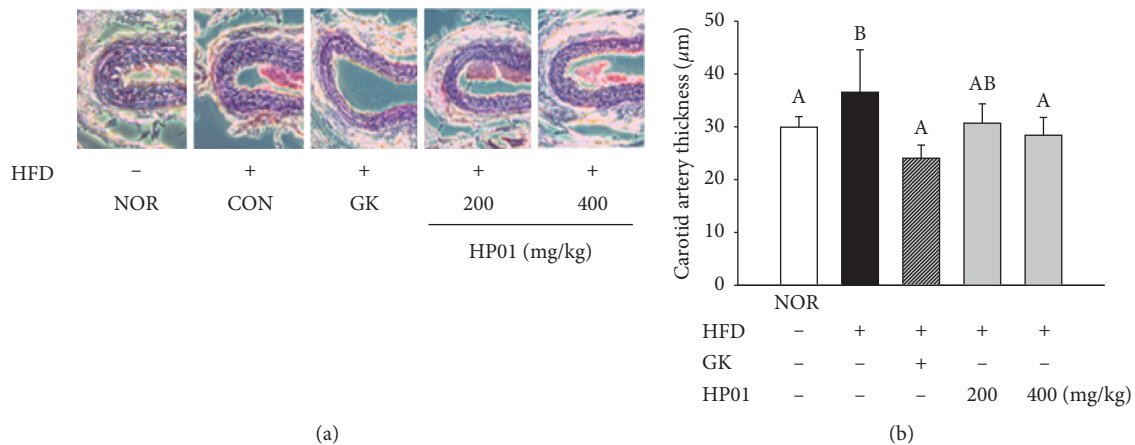 HFD – + + + +
NOR CON GK 200 400
HP01 (mg/kg)
(a)
Carotid artery thickness (μm)
50
40
30
20
10
0
A B A AB A
NOR
HFD – + + + +
GK – – + – –
HP01 – – – 200 400 (mg/kg)
(b)